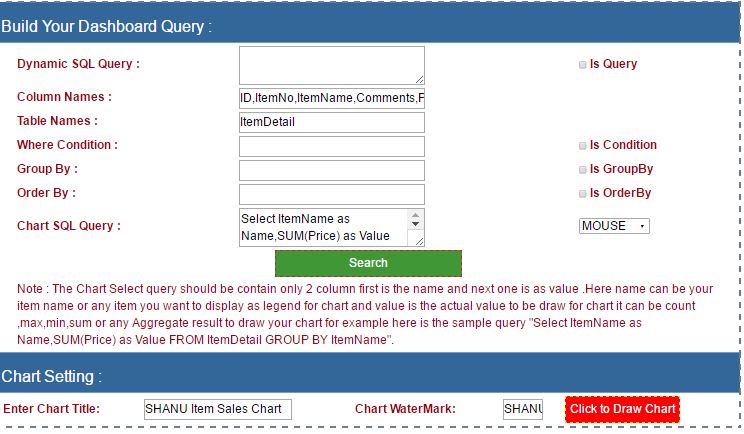 Build Your Dashboard Query :
Dynamic SQL Query : Is Query
Column Names : ID,ItemNo,ItemName,Comments,F
Table Names : ItemDetail
Where Condition : Is Condition
Group By : Is GroupBy
Order By : Is OrderBy
Chart SQL Query : Select ItemName as MOUSE
Name,SUM(Price) as Value
Search
Note : The Chart Select query should be contain only 2 column first is the name and next one is as value .Here name can be your
item name or any item you want to display as legend for chart and value is the actual value to be draw for chart it can be count
,max,min,sum or any Aggregate result to draw your chart for example here is the sample query "Select ItemName as
Name,SUM(Price) as Value FROM ItemDetail GROUP BY ItemName".
Chart Setting :
Enter Chart Title: SHANU Item Sales Chart Chart WaterMark: SHANU Click to Draw Chart